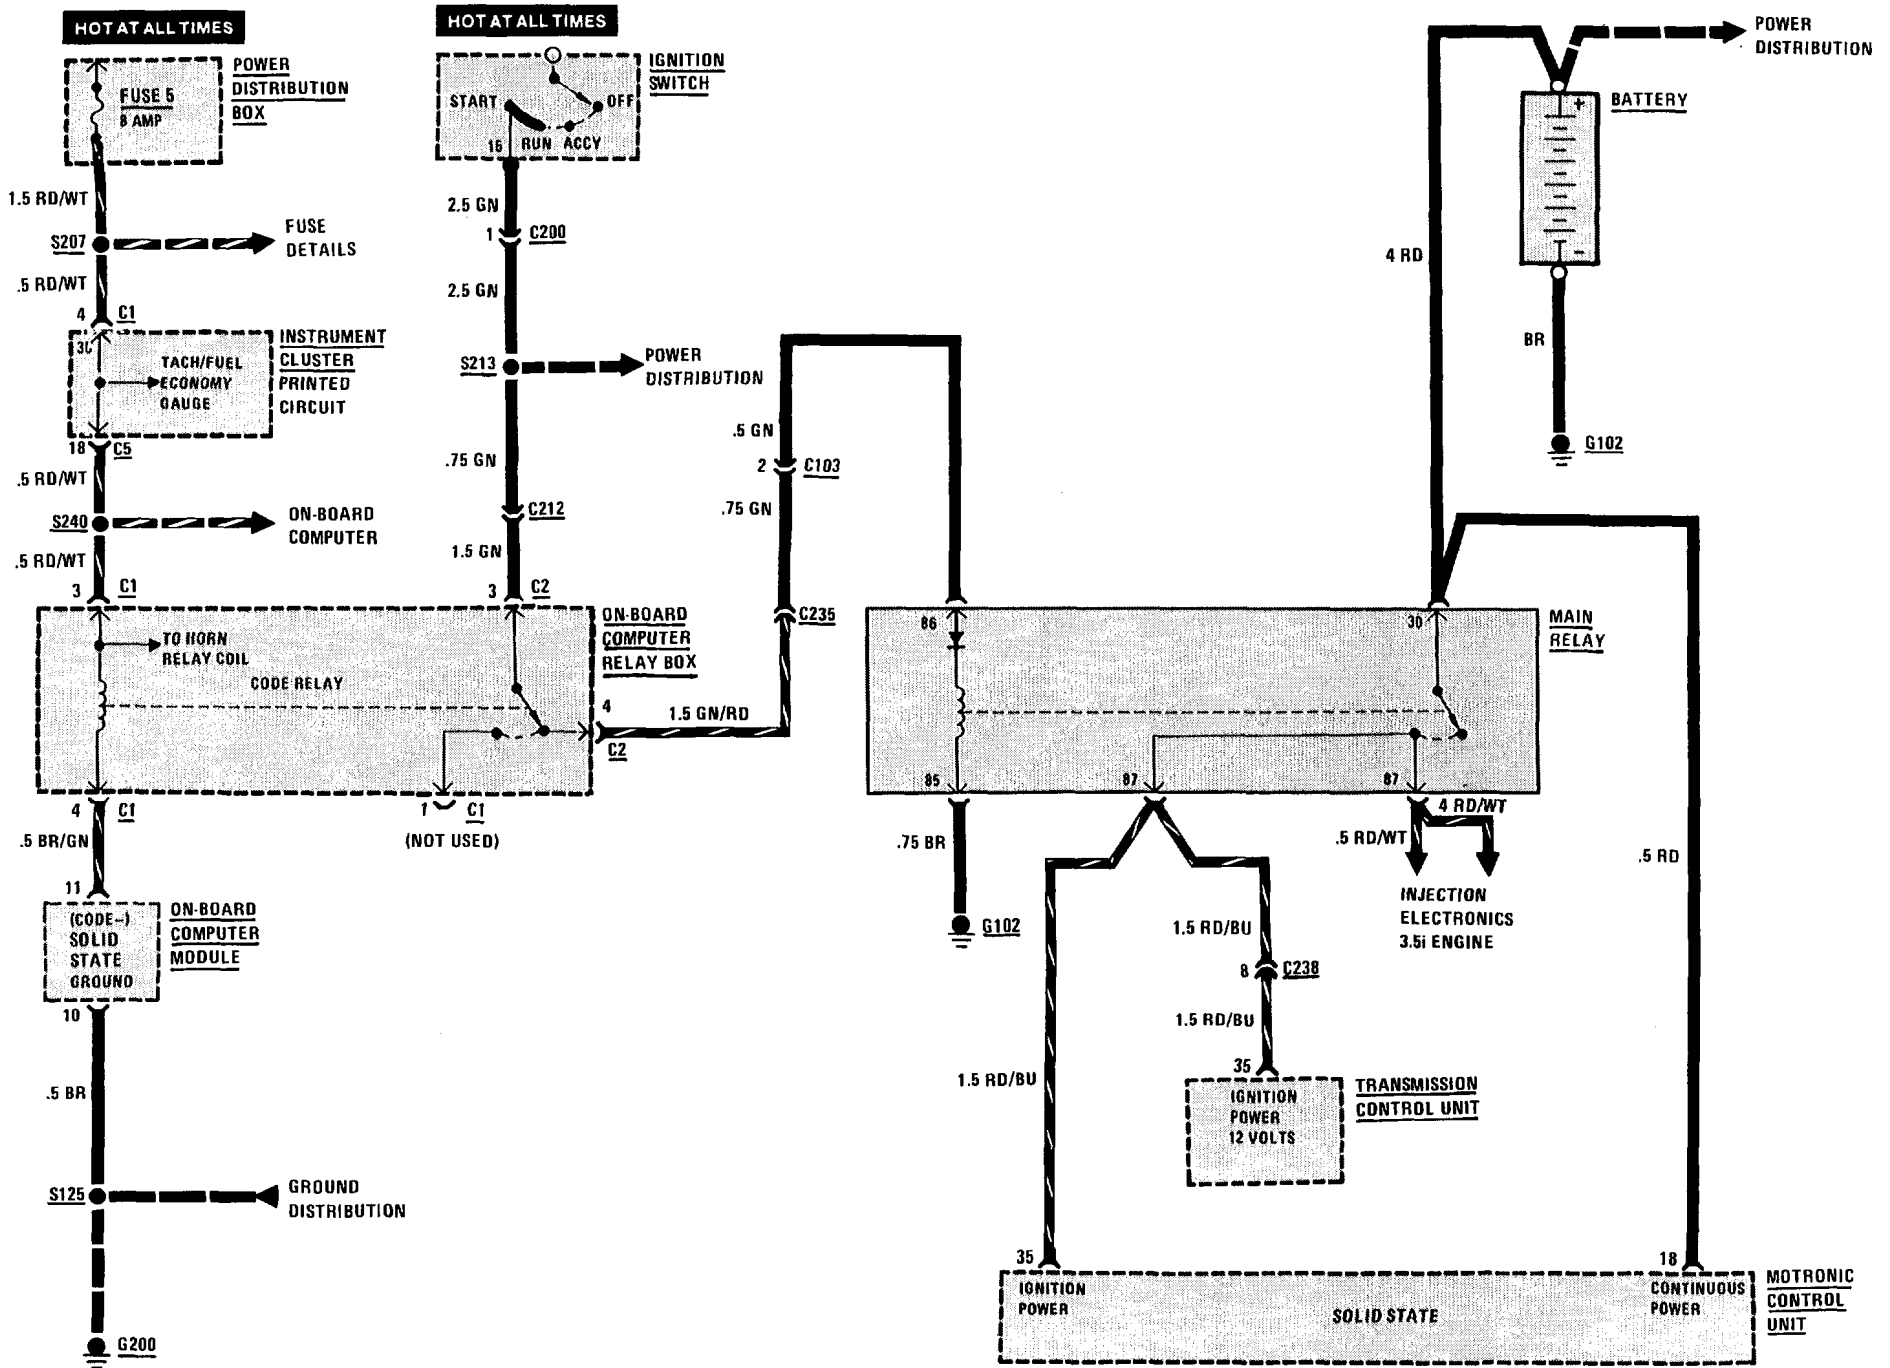 HOT AT ALL TIMES
HOT AT ALL TIMES
POWER
DISTRIBUTION
BOX
FUSE 5
8 AMP
IGNITION
SWITCH
START
OFF
RUN
ACCY
15
POWER
DISTRIBUTION
BATTERY
+
-
1.5 RD/WT
2.5 GN
1
C200
S207
FUSE
DETAILS
.5 RD/WT
2.5 GN
4 RD
4
C1
30
TACH/FUEL
ECONOMY
GAUGE
INSTRUMENT
CLUSTER
PRINTED
CIRCUIT
S213
POWER
DISTRIBUTION
BR
G102
18
C5
.5 RD/WT
.75 GN
.5 GN
2
C103
.75 GN
S240
ON-BOARD
COMPUTER
C212
.5 RD/WT
1.5 GN
3
C1
3
C2
TO HORN
RELAY COIL
CODE RELAY
ON-BOARD
COMPUTER
RELAY BOX
C235
4
C2
1.5 GN/RD
86
30
MAIN
RELAY
85
87
87
4
C1
1
C1
(NOT USED)
.5 BR/GN
.75 BR
G102
4 RD/WT
.5 RD/WT
INJECTION
ELECTRONICS
3.5i ENGINE
.5 RD
11
(CODE-)
SOLID
STATE
GROUND
ON-BOARD
COMPUTER
MODULE
10
1.5 RD/BU
8
C238
1.5 RD/BU
.5 BR
1.5 RD/BU
35
IGNITION
POWER
12 VOLTS
TRANSMISSION
CONTROL UNIT
S125
GROUND
DISTRIBUTION
G200
35
IGNITION
POWER
SOLID STATE
18
CONTINUOUS
POWER
MOTRONIC
CONTROL
UNIT